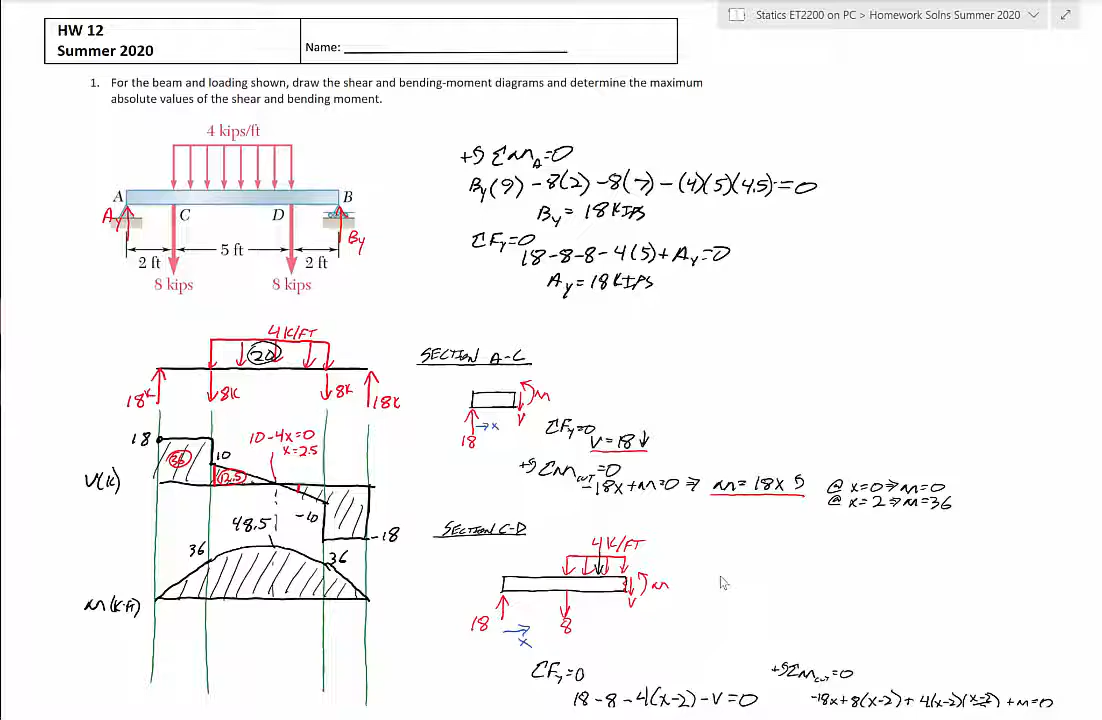 Statics ET2200 on PC > Homework Solns Summer 2020
HW 12
Summer 2020
Name:
1. For the beam and loading shown, draw the shear and bending-moment diagrams and determine the maximum
absolute values of the shear and bending moment.
4 kips/ft
A
B
C
D
Ay
By
5 ft
2 ft
2 ft
8 kips
8 kips
+↺ ΣM_A=0
By(9) -8(2) -8(7) -(4)(5)(4.5)=0
By = 18 KIPS
ΣFy=0
18-8-8-4(5)+Ay=0
Ay = 18 KIPS
4 K/FT
20
18K
8K
8K
18K
18
36
10
10-4x=0
x=2.5
12.5
V(K)
-10
-18
48.5
36
36
M(K·ft)
SECTION A-C
M
V
→x
18
ΣFy=0
V=18↓
+↺ ΣM_CUT=0
-18x+M=0 ⇒ M=18x ↺
@ x=0⇒M=0
@ x=2⇒M=36
SECTION C-D
4 K/FT
M
V
18
8
x
ΣFy=0
18-8-4(x-2)-V=0
+↺ΣM_CUT=0
-18x+8(x-2)+4(x-2)(x-2)/2+M=0